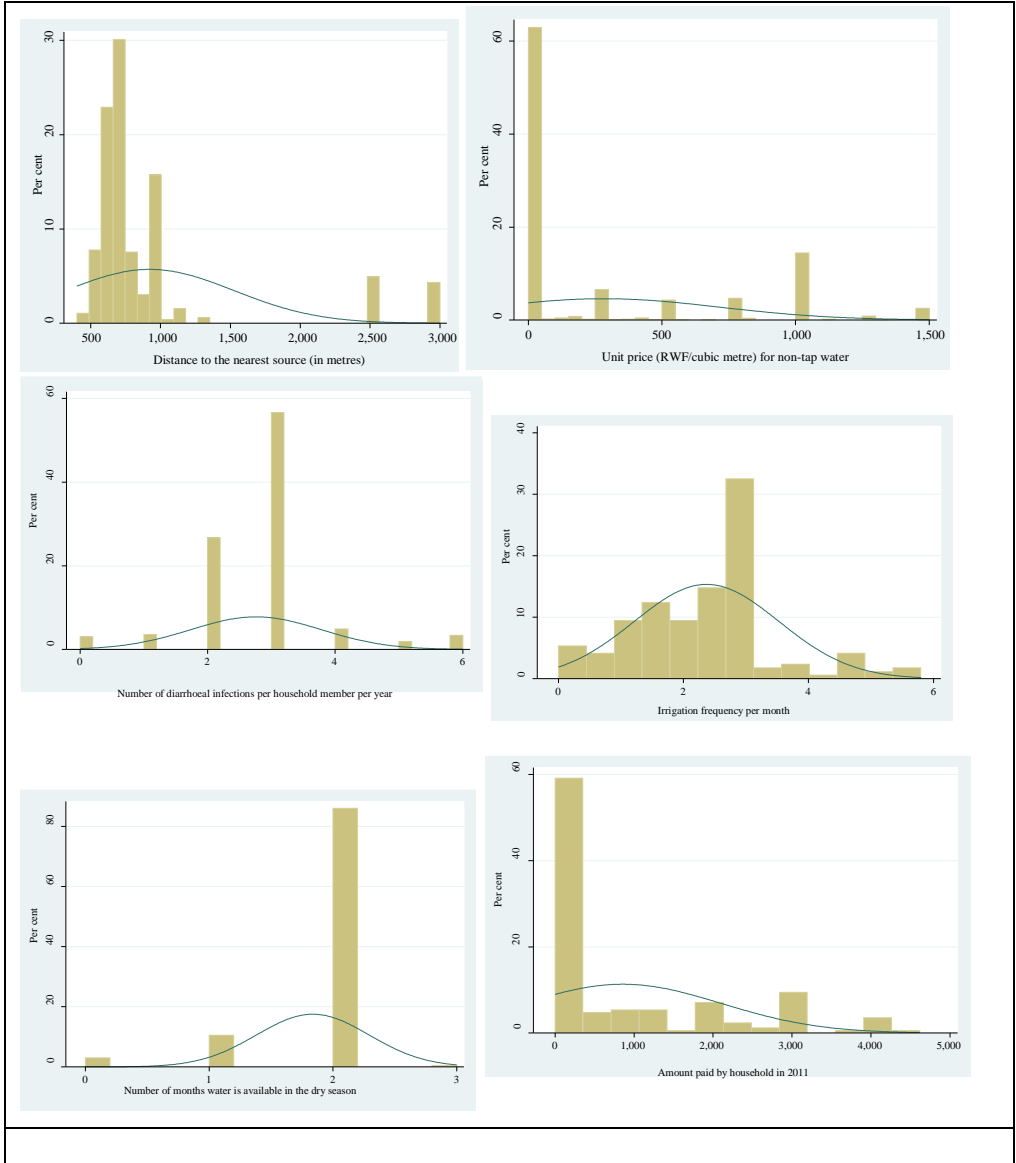 30
20
10
0
Per cent
500 1,000 1,500 2,000 2,500 3,000
Distance to the nearest source (in metres)
60
40
20
0
Per cent
0 500 1,000 1,500
Unit price (RWF/cubic metre) for non-tap water
60
40
20
0
Per cent
0 2 4 6
Number of diarrhoeal infections per household member per year
40
30
20
10
0
Per cent
0 2 4 6
Irrigation frequency per month
80
60
40
20
0
Per cent
0 1 2 3
Number of months water is available in the dry season
60
40
20
0
Per cent
0 1,000 2,000 3,000 4,000 5,000
Amount paid by household in 2011